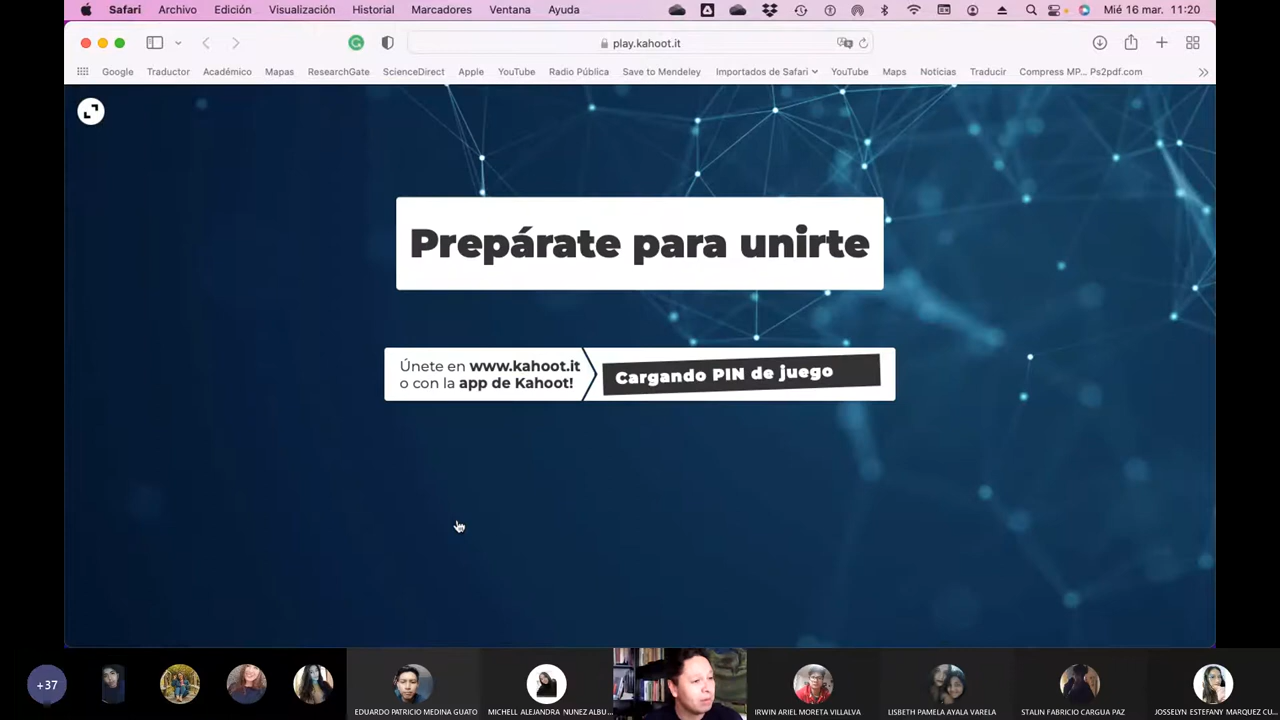 Safari Archivo Edición Visualización Historial Marcadores Ventana Ayuda Mié 16 mar. 11:20
play.kahoot.it
Google Traductor Académico Mapas ResearchGate ScienceDirect Apple YouTube Radio Pública Save to Mendeley Importados de Safari YouTube Maps Noticias Traducir Compress MP... Ps2pdf.com
Prepárate para unirte
Únete en www.kahoot.it
o con la app de Kahoot!
Cargando PIN de juego
+37
EDUARDO PATRICIO MEDINA GUATO
MICHELL ALEJANDRA NUNEZ ALBU...
IRWIN ARIEL MORETA VILLALVA
LISBETH PAMELA AYALA VARELA
STALIN FABRICIO CARGUA PAZ
JOSSELYN ESTEFANY MARQUEZ CU...